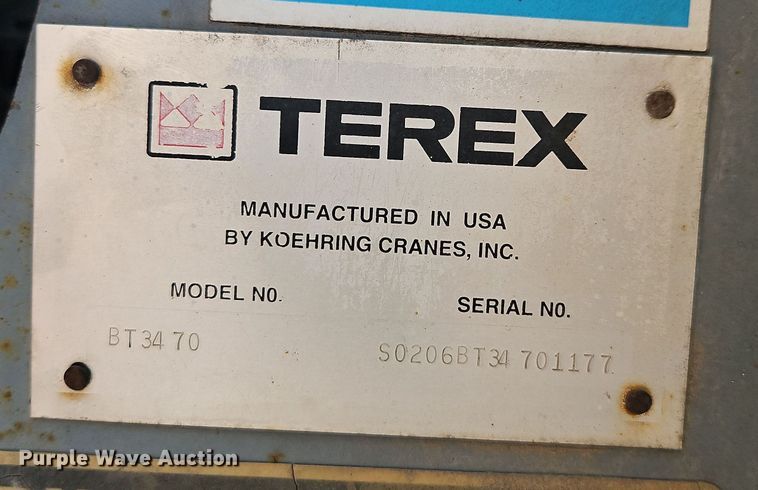 TEREX
MANUFACTURED IN USA
BY KOEHRING CRANES, INC.
MODEL NO.
SERIAL NO.
BT34 70
S0206BT34 701177
Purple Wave Auction